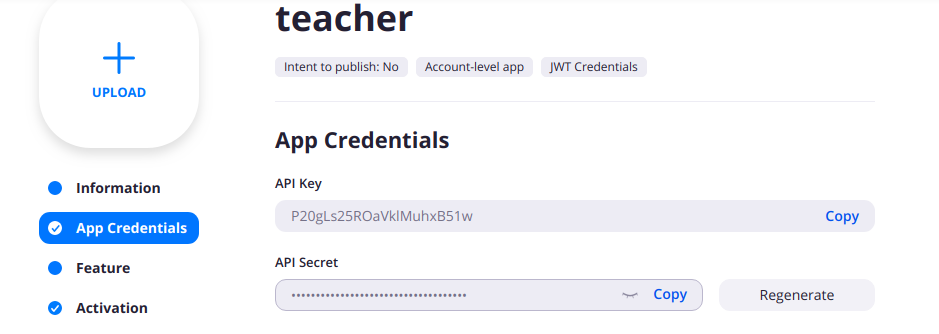 teacher
Intent to publish: No
Account-level app
JWT Credentials
UPLOAD
Information
App Credentials
Feature
Activation
App Credentials
API Key
P20gLs25ROaVklMuhxB51w
Copy
API Secret
••••••••••••••••••••••••••••••••••••
Copy
Regenerate